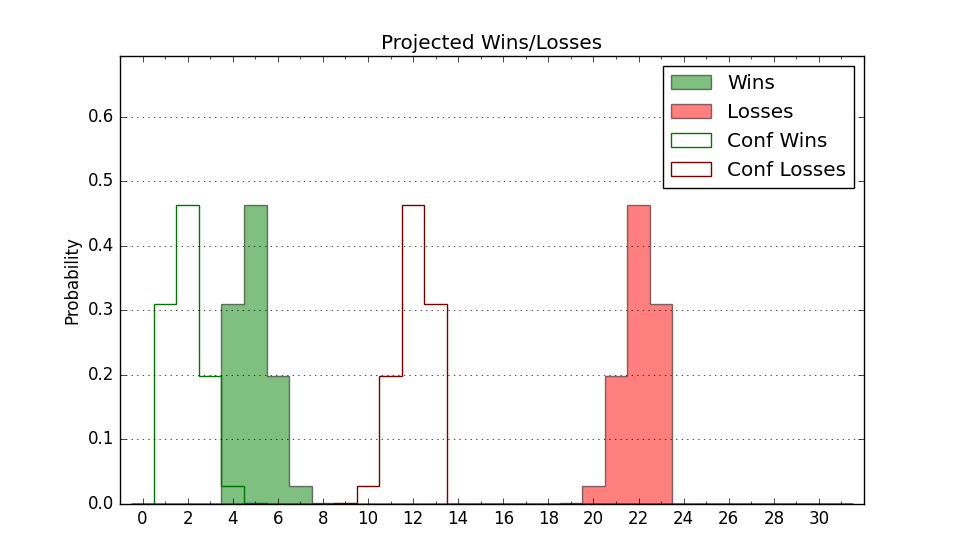 Projected Wins/Losses
Wins
Losses
Conf Wins
Conf Losses
Probability
0.6
0.5
0.4
0.3
0.2
0.1
0.0
0 2 4 6 8 10 12 14 16 18 20 22 24 26 28 30